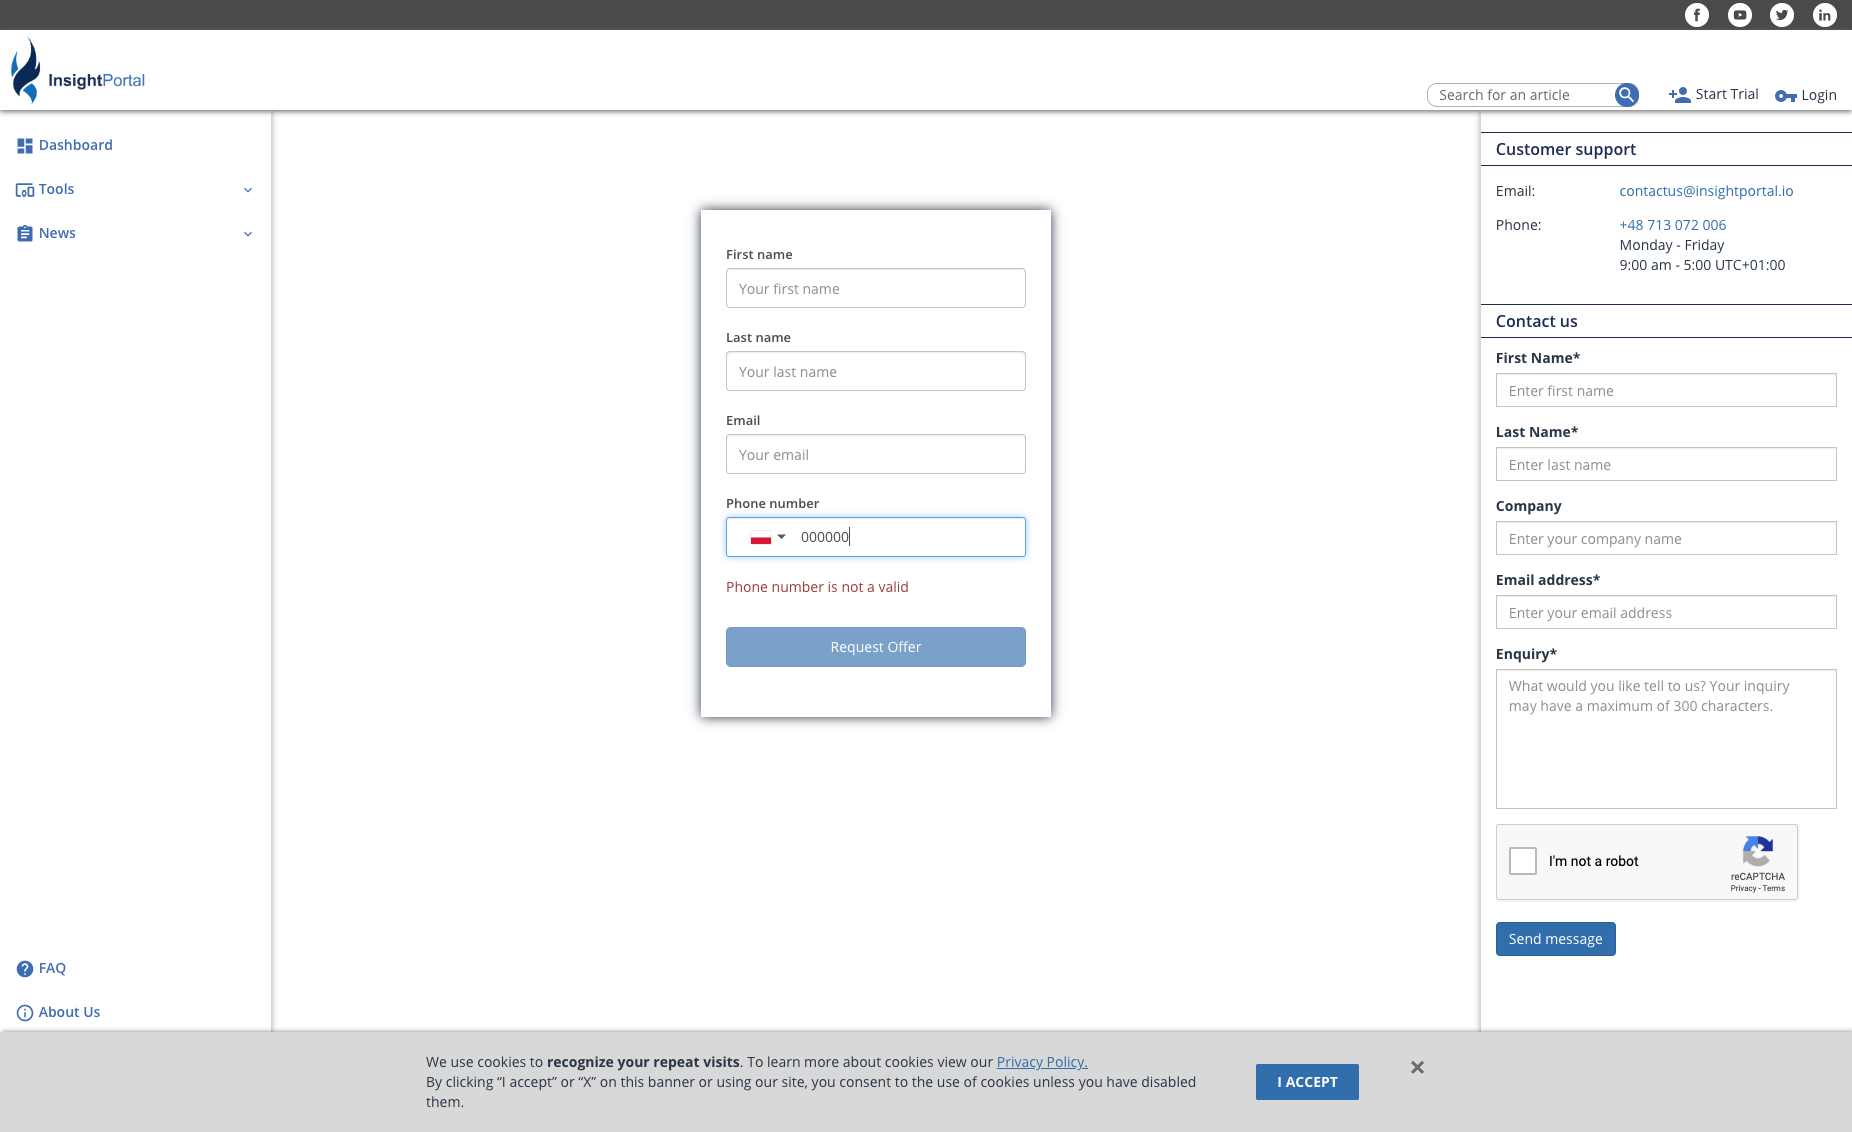 InsightPortal
Search for an article
Start Trial
Login
Dashboard
Tools
News
First name
Your first name
Last name
Your last name
Email
Your email
Phone number
000000
Phone number is not a valid
Request Offer
Customer support
Email: contactus@insightportal.io
Phone: +48 713 072 006
Monday - Friday
9:00 am - 5:00 UTC+01:00
Contact us
First Name*
Enter first name
Last Name*
Enter last name
Company
Enter your company name
Email address*
Enter your email address
Enquiry*
What would you like tell to us? Your inquiry
may have a maximum of 300 characters.
I'm not a robot
reCAPTCHA
Privacy - Terms
Send message
FAQ
About Us
We use cookies to recognize your repeat visits. To learn more about cookies view our Privacy Policy.
By clicking “I accept” or “X” on this banner or using our site, you consent to the use of cookies unless you have disabled
them.
I ACCEPT